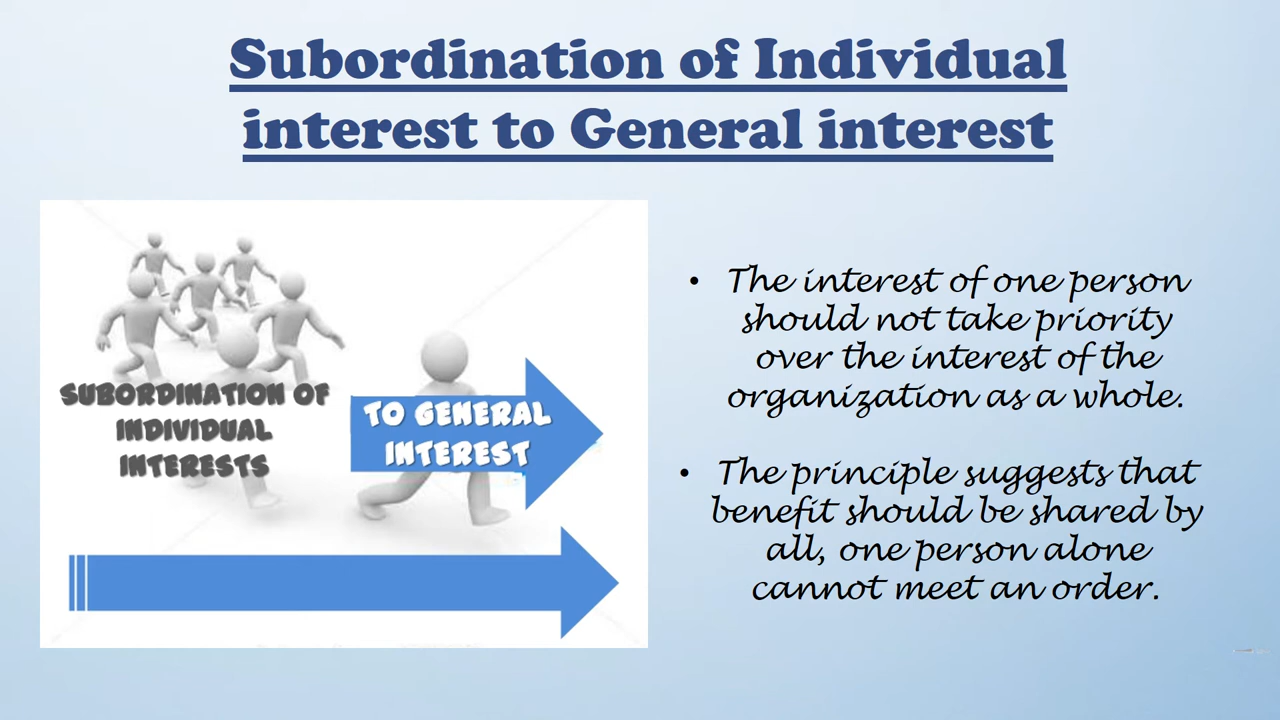 Subordination of Individual
interest to General interest
SUBORDINATION OF
INDIVIDUAL
INTERESTS
TO GENERAL
INTEREST
• The interest of one person
should not take priority
over the interest of the
organization as a whole.
• The principle suggests that
benefit should be shared by
all, one person alone
cannot meet an order.